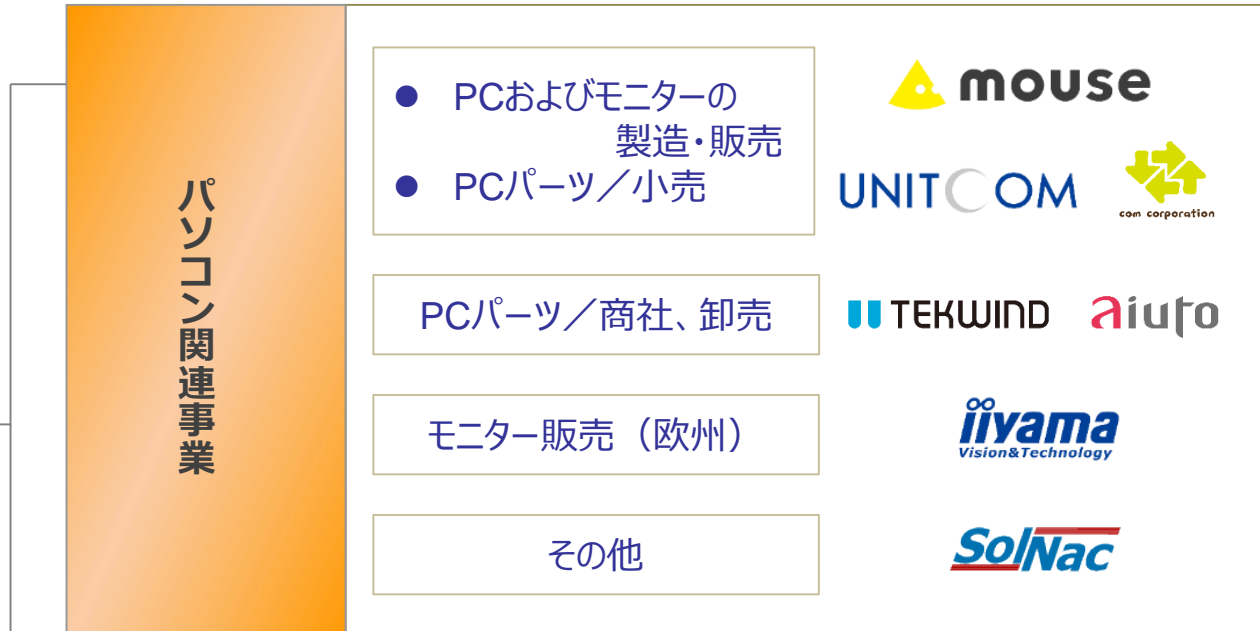 パソコン関連事業
● PCおよびモニターの
製造・販売
● PCパーツ／小売
mouse
UNITCOM
com corporation
PCパーツ／商社、卸売
TEKWIND
aiuto
モニター販売（欧州）
iiyama
Vision&Technology
その他
SolNac